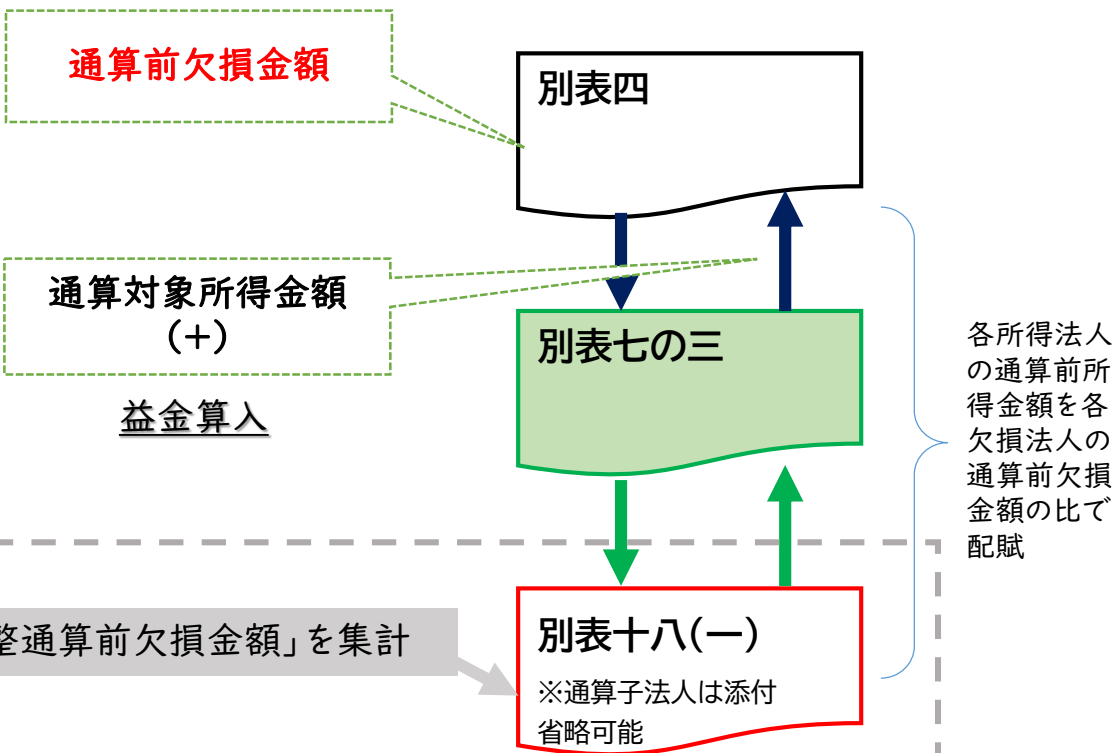 通算前欠損金額
別表四
通算対象所得金額
(＋)
益金算入
別表七の三
各所得法人
の通算前所
得金額を各
欠損法人の
通算前欠損
金額の比で
配賦
整通算前欠損金額」を集計
別表十八(一)
※通算子法人は添付
省略可能